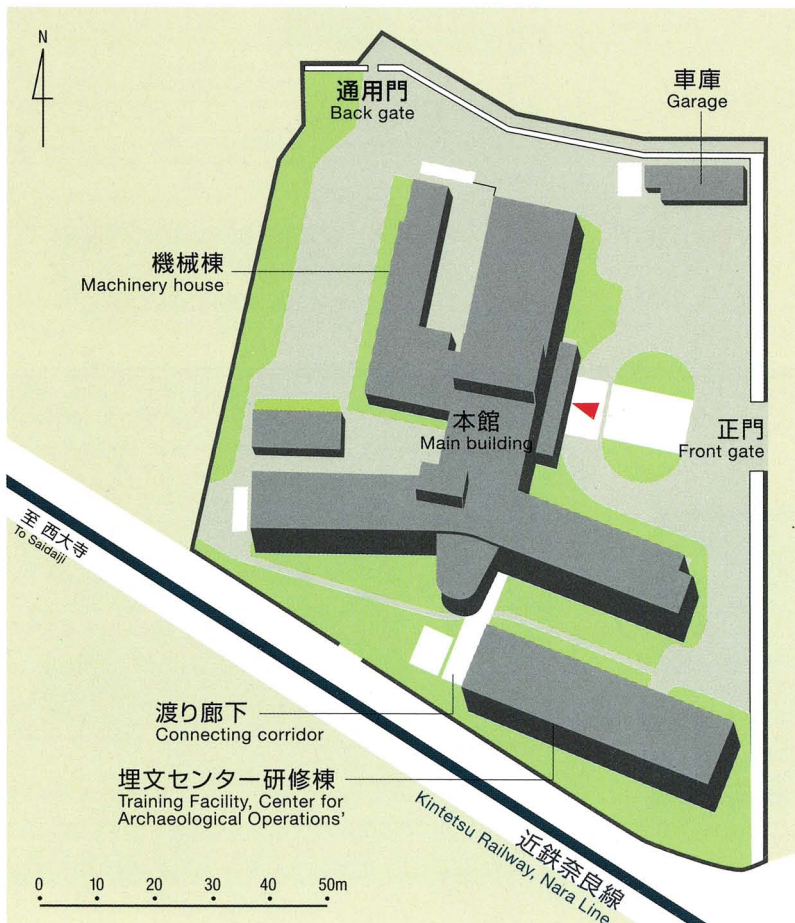 N
通用門
Back gate
車庫
Garage
機械棟
Machinery house
本館
Main building
正門
Front gate
至 西大寺
To Saidaiji
渡り廊下
Connecting corridor
埋文センター研修棟
Training Facility, Center for
Archaeological Operations’
近鉄奈良線
Kintetsu Railway, Nara Line
0 10 20 30 40 50m